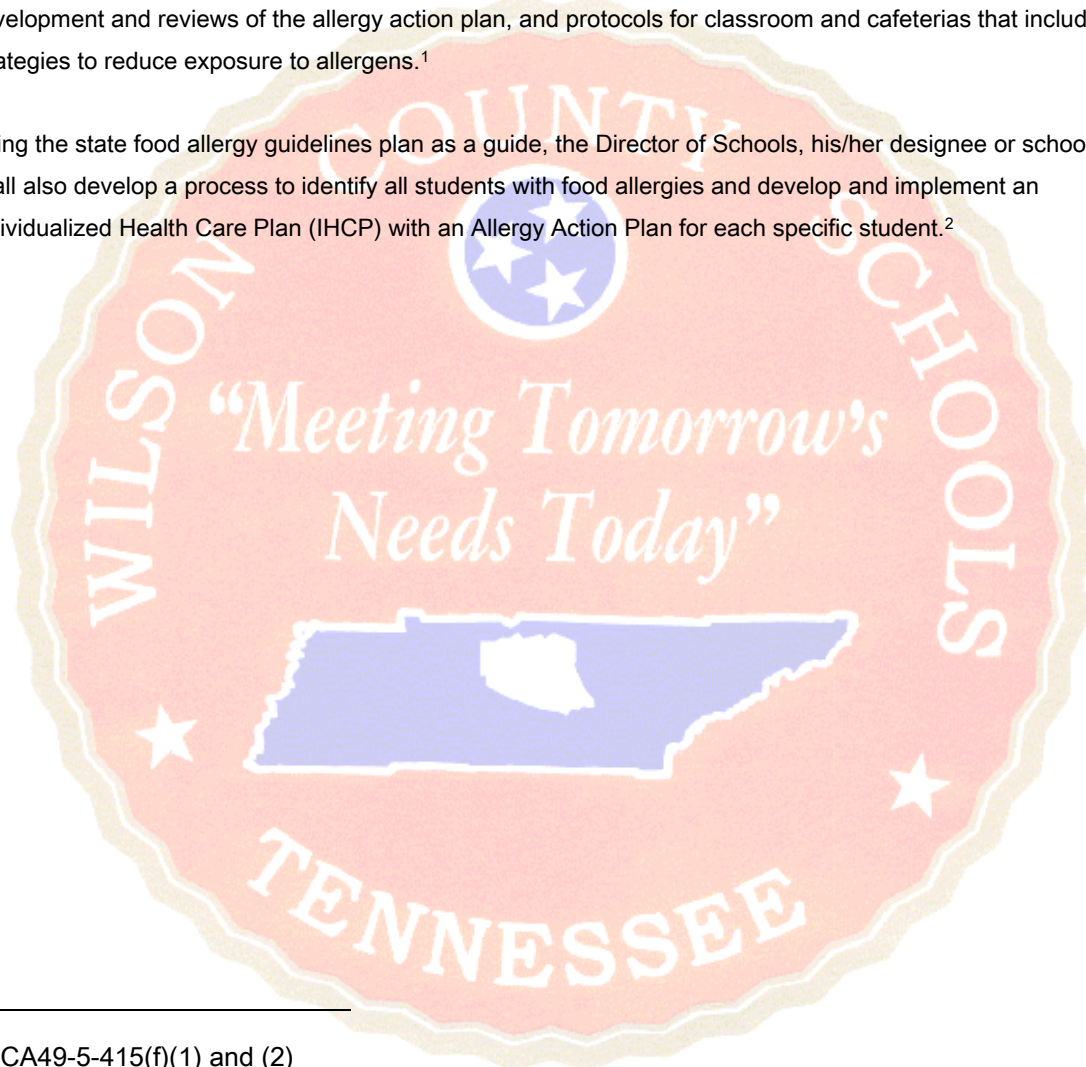 velopment and reviews of the allergy action plan, and protocols for classroom and cafeterias that includ
ategies to reduce exposure to allergens.1
ing the state food allergy guidelines plan as a guide, the Director of Schools, his/her designee or schoo
all also develop a process to identify all students with food allergies and develop and implement an
ividualized Health Care Plan (IHCP) with an Allergy Action Plan for each specific student.2
WILSON COUNTY SCHOOLS
“Meeting Tomorrow's
Needs Today”
TENNESSEE
CA49-5-415(f)(1) and (2)